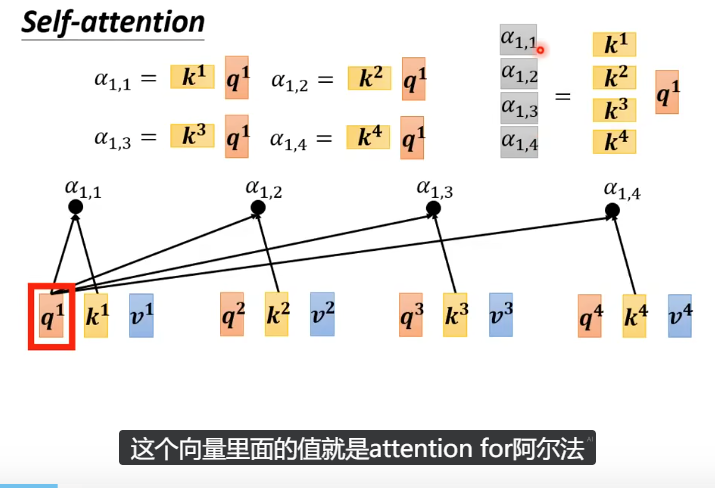 Self-attention
α₁,₁ = k¹ q¹ α₁,₂ = k² q¹
α₁,₃ = k³ q¹ α₁,₄ = k⁴ q¹
α₁,₁
α₁,₂
α₁,₃
α₁,₄
=
k¹
k²
k³
k⁴
q¹
α₁,₁ α₁,₂ α₁,₃ α₁,₄
q¹ k¹ v¹ q² k² v² q³ k³ v³ q⁴ k⁴ v⁴
这个向量里面的值就是attention for阿尔法
AI